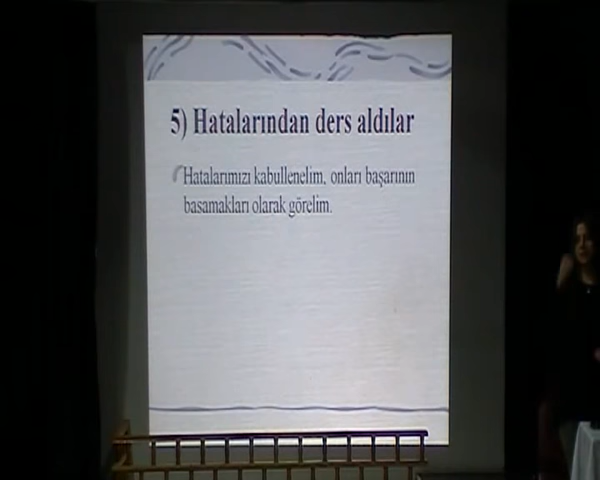 5) Hatalarından ders aldılar
Hatalarımızı kabullenelim, onları başarının
basamakları olarak görelim.